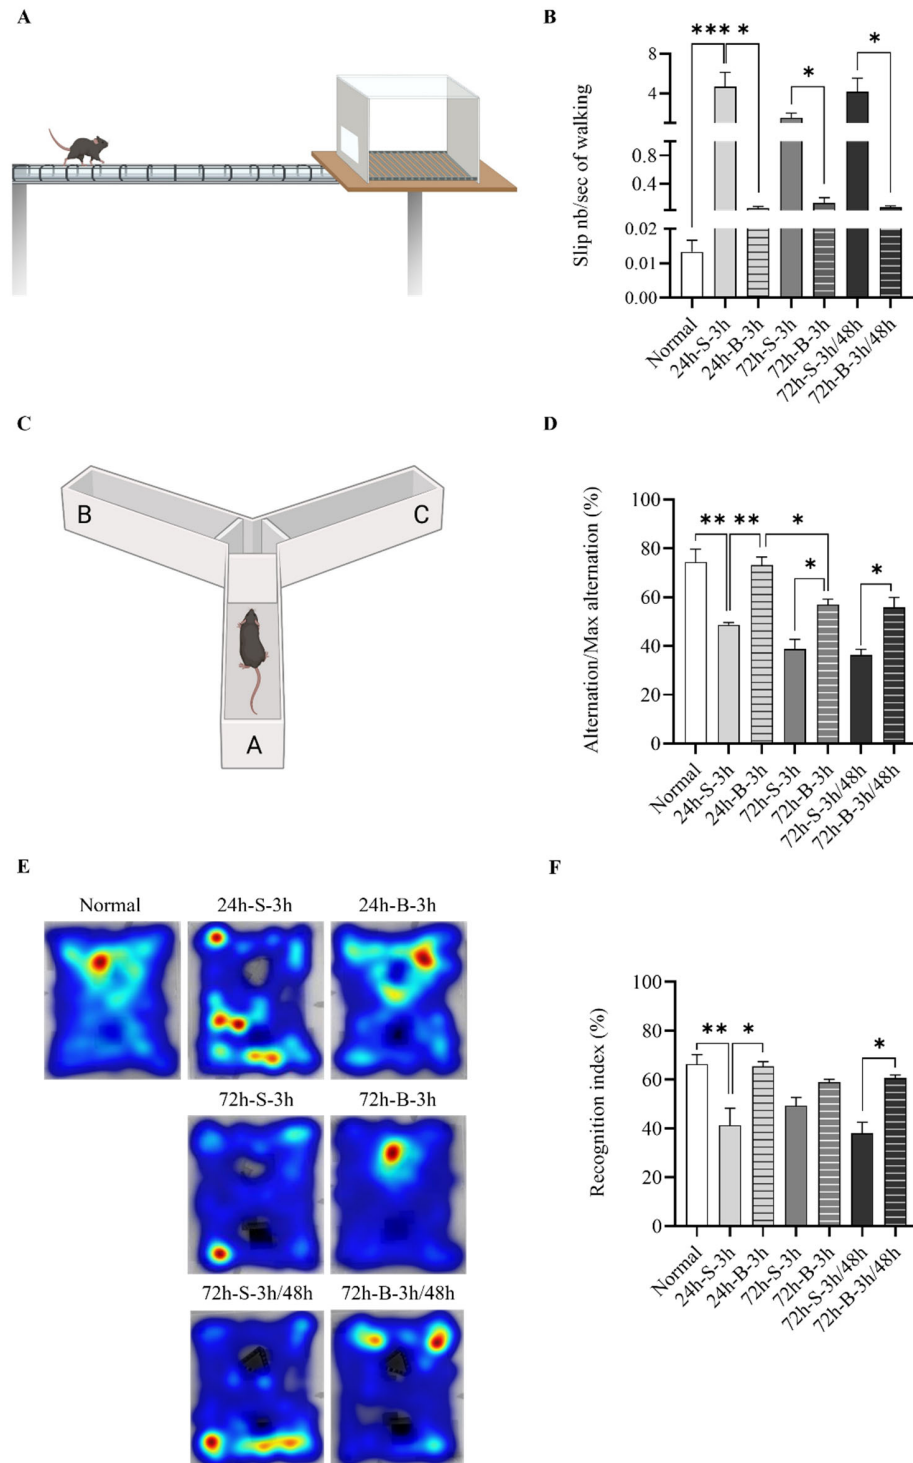 A
B
*** *
*
*
8
4
0.8
0.4
0.02
0.01
0.00
Slip nb/sec of walking
Normal
24h-S-3h
24h-B-3h
72h-S-3h
72h-B-3h
72h-S-3h/48h
72h-B-3h/48h
C
B
C
A
D
** **
*
*
*
100
80
60
40
20
0
Alternation/Max alternation (%)
Normal
24h-S-3h
24h-B-3h
72h-S-3h
72h-B-3h
72h-S-3h/48h
72h-B-3h/48h
E
Normal
24h-S-3h
24h-B-3h
72h-S-3h
72h-B-3h
72h-S-3h/48h
72h-B-3h/48h
F
** *
*
100
80
60
40
20
0
Recognition index (%)
Normal
24h-S-3h
24h-B-3h
72h-S-3h
72h-B-3h
72h-S-3h/48h
72h-B-3h/48h